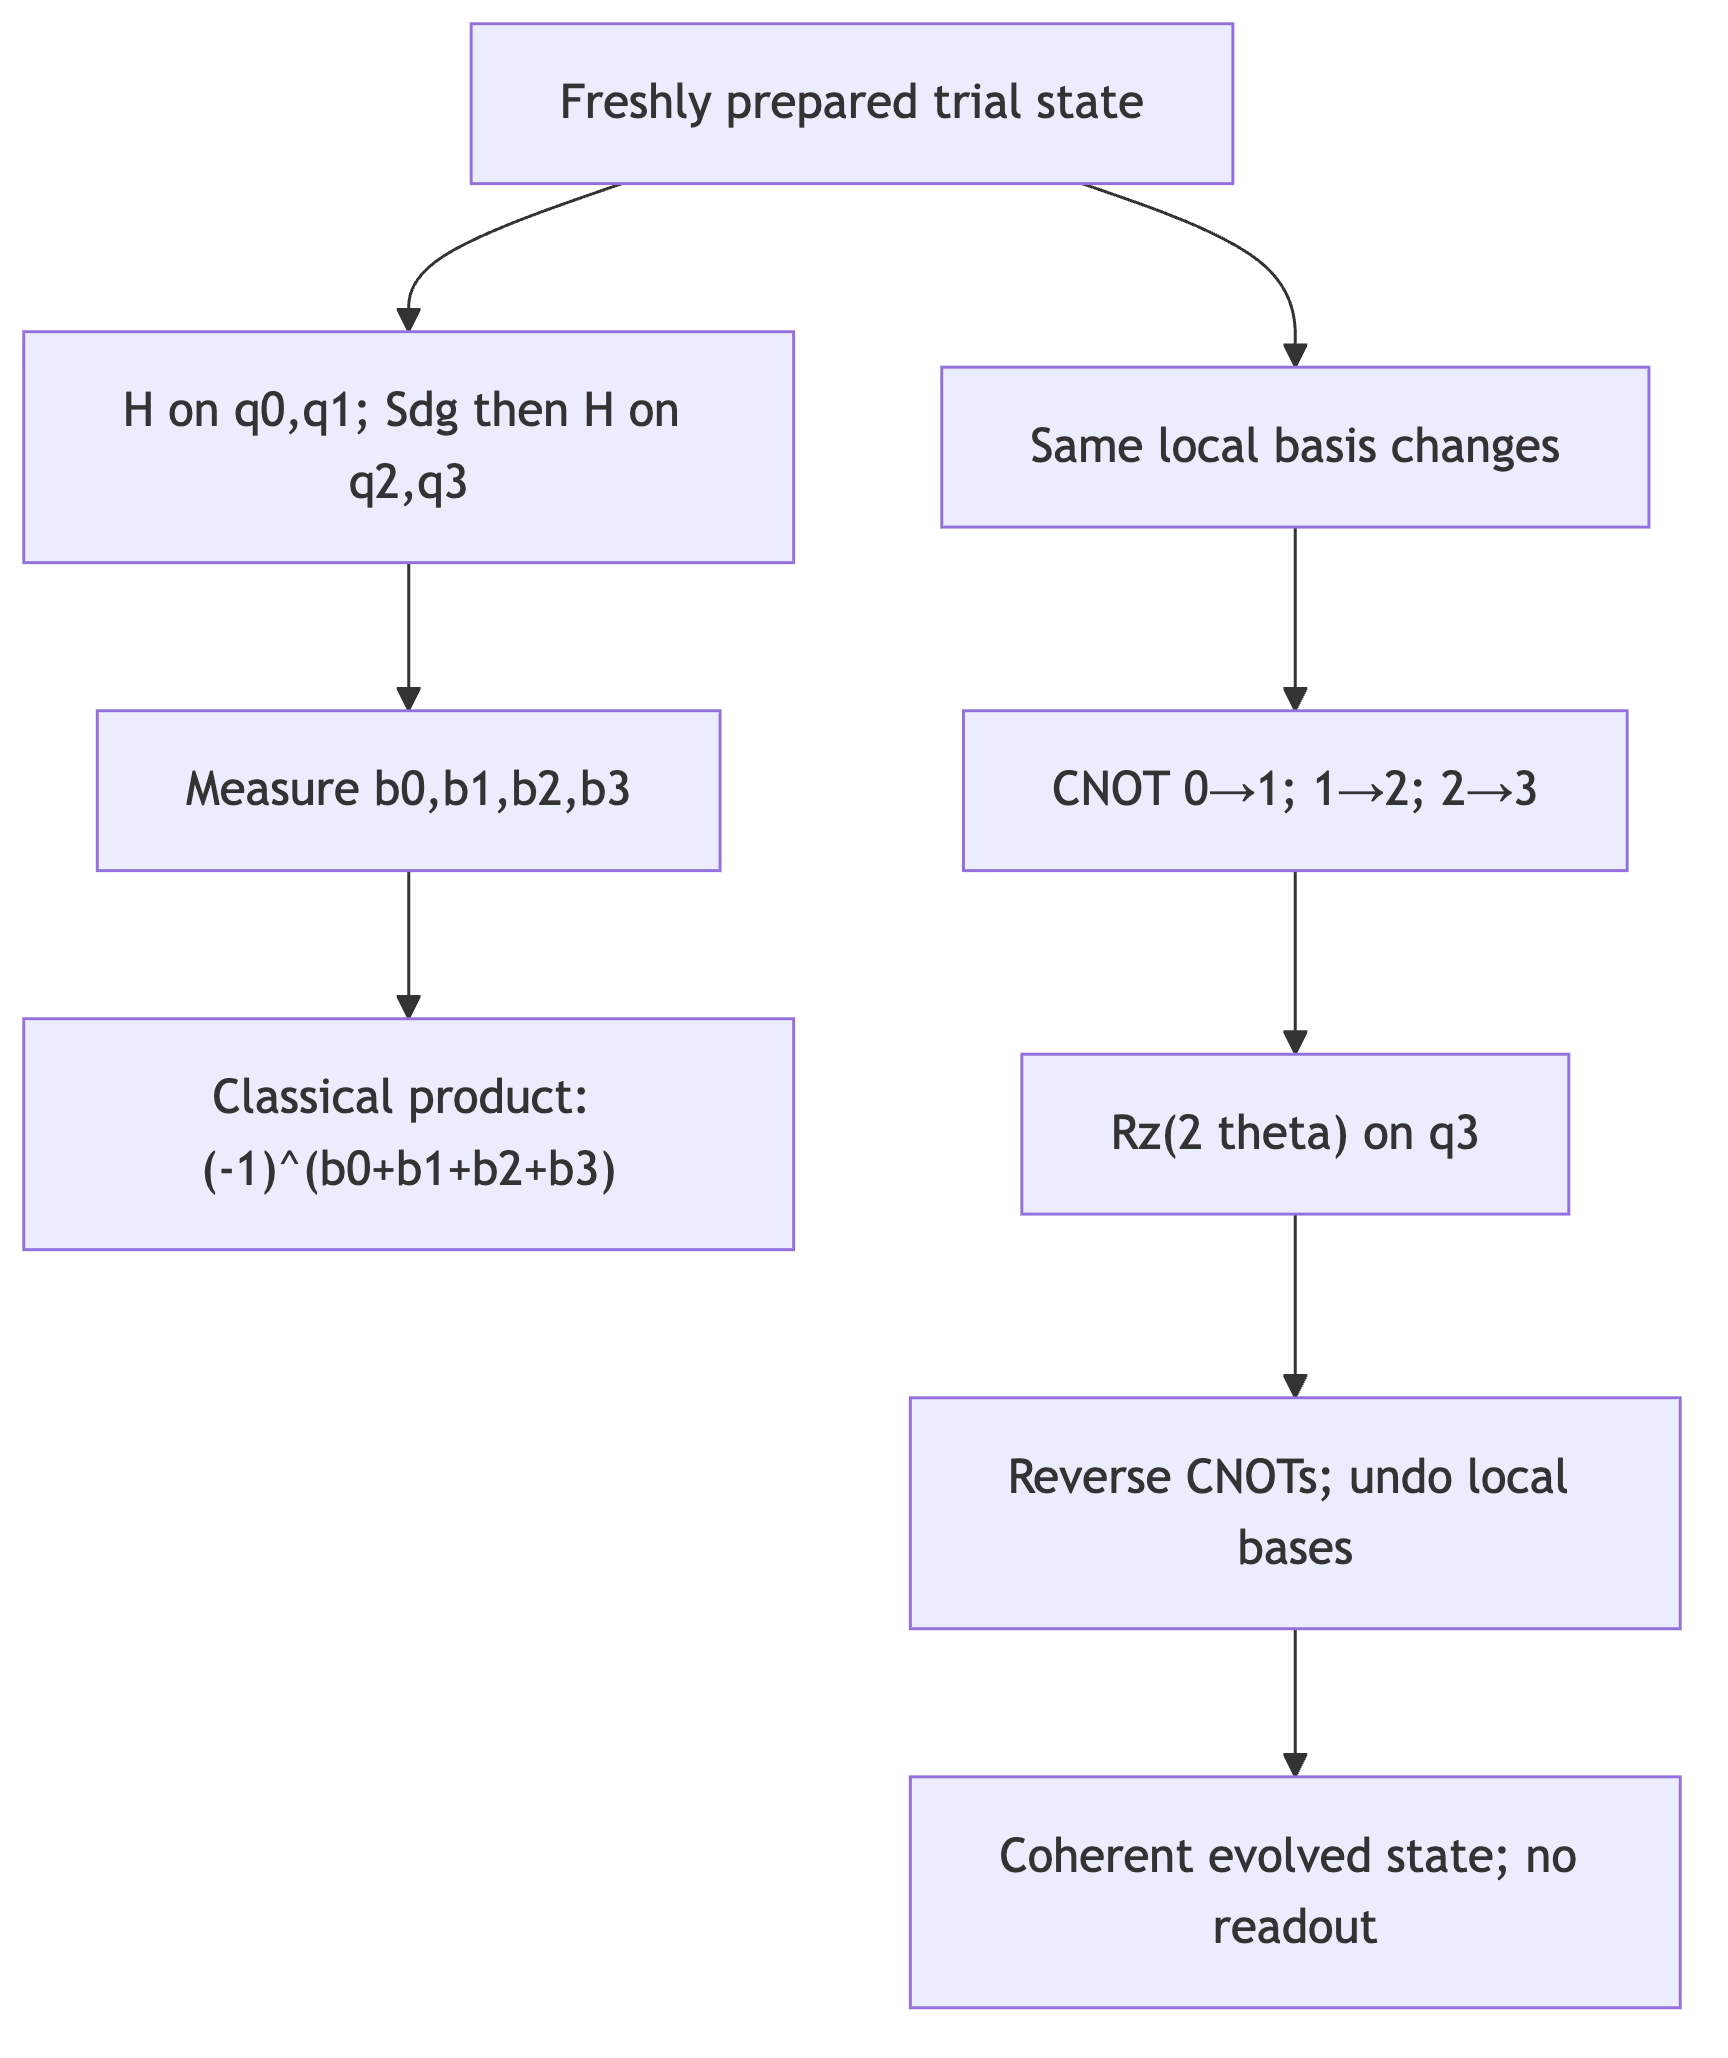 Freshly prepared trial state
H on q0,q1; Sdg then H on
q2,q3
Measure b0,b1,b2,b3
Classical product:
(-1)^(b0+b1+b2+b3)
Same local basis changes
CNOT 0→1; 1→2; 2→3
Rz(2 theta) on q3
Reverse CNOTs; undo local
bases
Coherent evolved state; no
readout